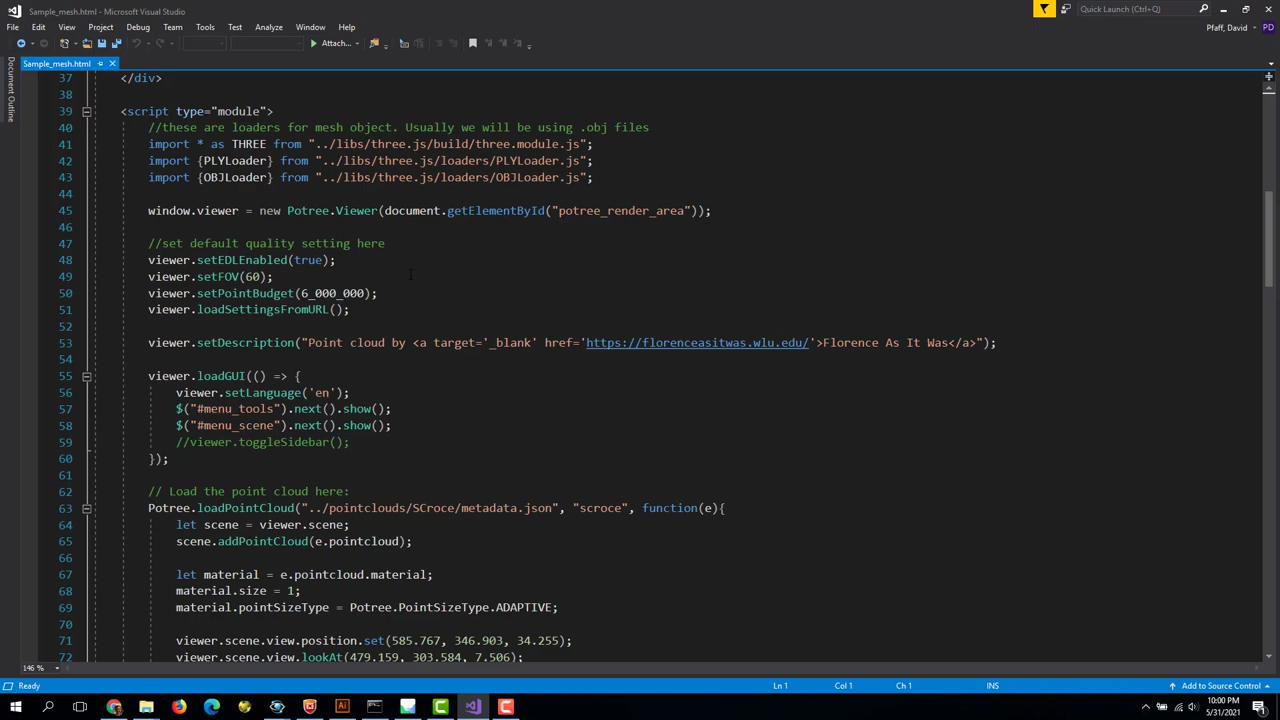 Sample_mesh.html - Microsoft Visual Studio
Quick Launch (Ctrl+Q)
File Edit View Project Debug Team Tools Test Analyze Window Help
Pfaff, David PD
Attach...
Document Outline
Sample_mesh.html
37 </div>
38
39 <script type="module">
40 //these are loaders for mesh object. Usually we will be using .obj files
41 import * as THREE from "../libs/three.js/build/three.module.js";
42 import {PLYLoader} from "../libs/three.js/loaders/PLYLoader.js";
43 import {OBJLoader} from "../libs/three.js/loaders/OBJLoader.js";
44
45 window.viewer = new Potree.Viewer(document.getElementById("potree_render_area"));
46
47 //set default quality setting here
48 viewer.setEDLEnabled(true);
49 viewer.setFOV(60);
50 viewer.setPointBudget(6_000_000);
51 viewer.loadSettingsFromURL();
52
53 viewer.setDescription("Point cloud by <a target='_blank' href='https://florenceasitwas.wlu.edu/'>Florence As It Was</a>");
54
55 viewer.loadGUI(() => {
56 viewer.setLanguage('en');
57 $("#menu_tools").next().show();
58 $("#menu_scene").next().show();
59 //viewer.toggleSidebar();
60 });
61
62 // Load the point cloud here:
63 Potree.loadPointCloud("../pointclouds/SCroce/metadata.json", "scroce", function(e){
64 let scene = viewer.scene;
65 scene.addPointCloud(e.pointcloud);
66
67 let material = e.pointcloud.material;
68 material.size = 1;
69 material.pointSizeType = Potree.PointSizeType.ADAPTIVE;
70
71 viewer.scene.view.position.set(585.767, 346.903, 34.255);
72 viewer.scene.view.lookAt(479.159, 303.584, 7.506);
146 %
Ready Ln 1 Col 1 Ch 1 INS Add to Source Control
10:00 PM
5/31/2021
1